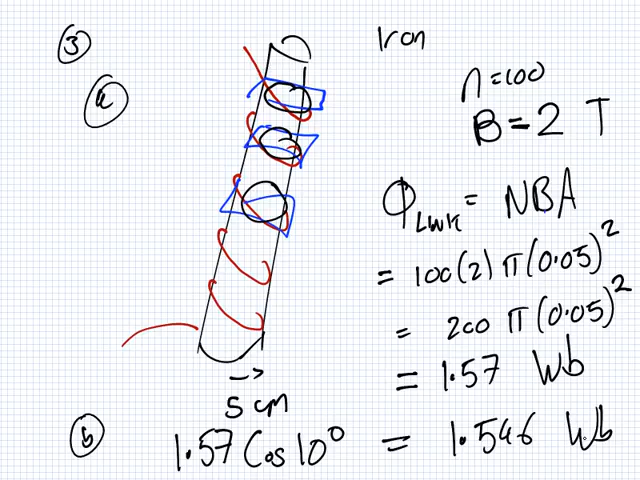 ③
Iron
ⓐ
n=100
B=2 T
ΦLink = NBA
= 100(2) π(0.05)²
= 200 π(0.05)²
= 1.57 Wb
5 cm
ⓑ 1.57 Cos 10° = 1.546 Wb